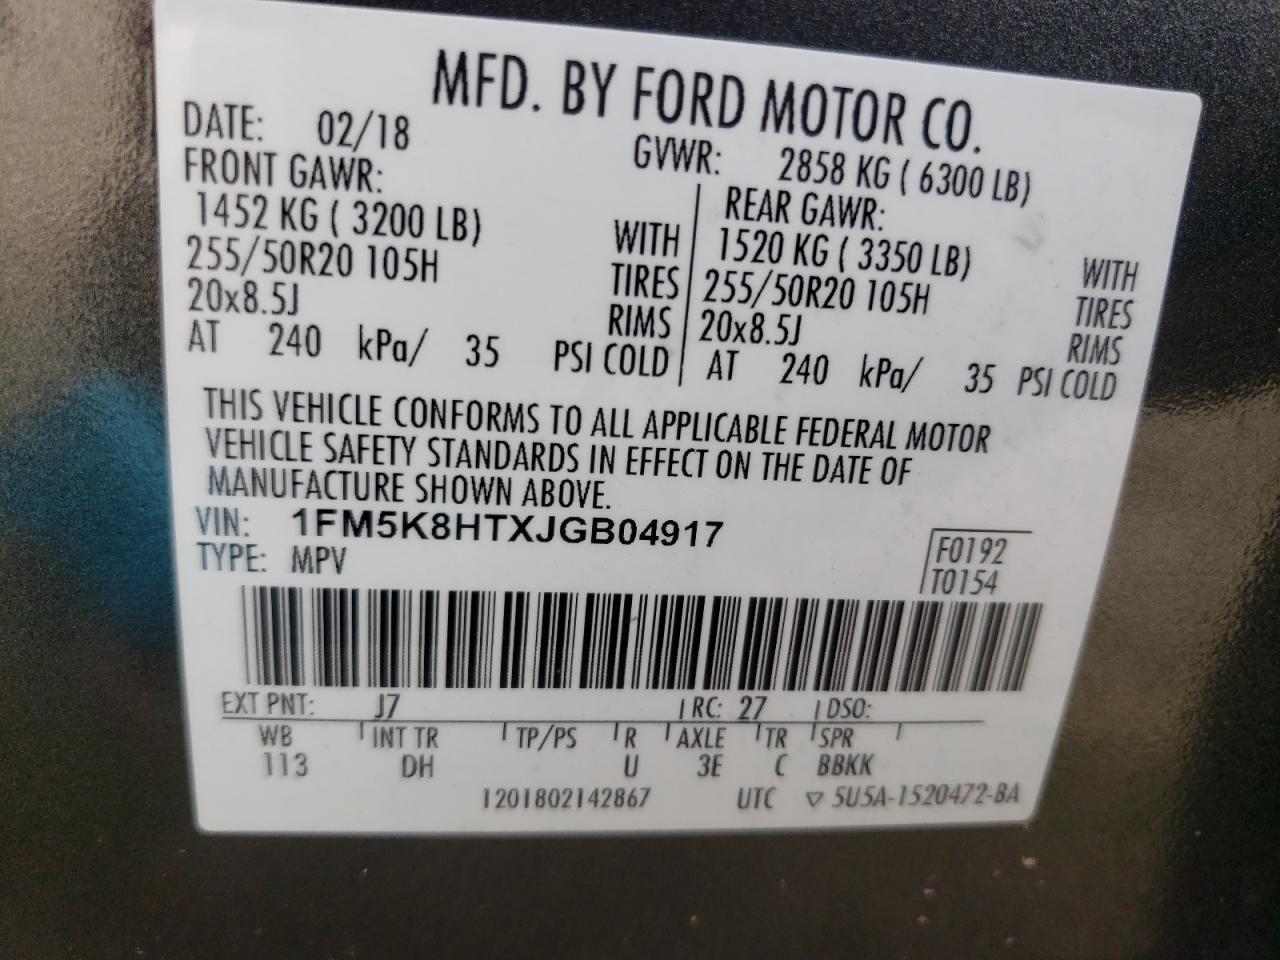 MFD. BY FORD MOTOR CO.
DATE: 02/18 GVWR: 2858 KG ( 6300 LB)
FRONT GAWR: REAR GAWR:
1452 KG ( 3200 LB) WITH 1520 KG ( 3350 LB) WITH
255/50R20 105H TIRES 255/50R20 105H TIRES
20x8.5J RIMS 20x8.5J RIMS
AT 240 kPa/ 35 PSI COLD AT 240 kPa/ 35 PSI COLD
THIS VEHICLE CONFORMS TO ALL APPLICABLE FEDERAL MOTOR
VEHICLE SAFETY STANDARDS IN EFFECT ON THE DATE OF
MANUFACTURE SHOWN ABOVE.
VIN: 1FM5K8HTXJGB04917
TYPE: MPV
F0192
T0154
EXT PNT: J7 RC: 27 DSO:
WB INT TR TP/PS R AXLE TR SPR
113 DH U 3E C BBKK
1201802142867 UTC ▽ 5U5A-1520472-BA